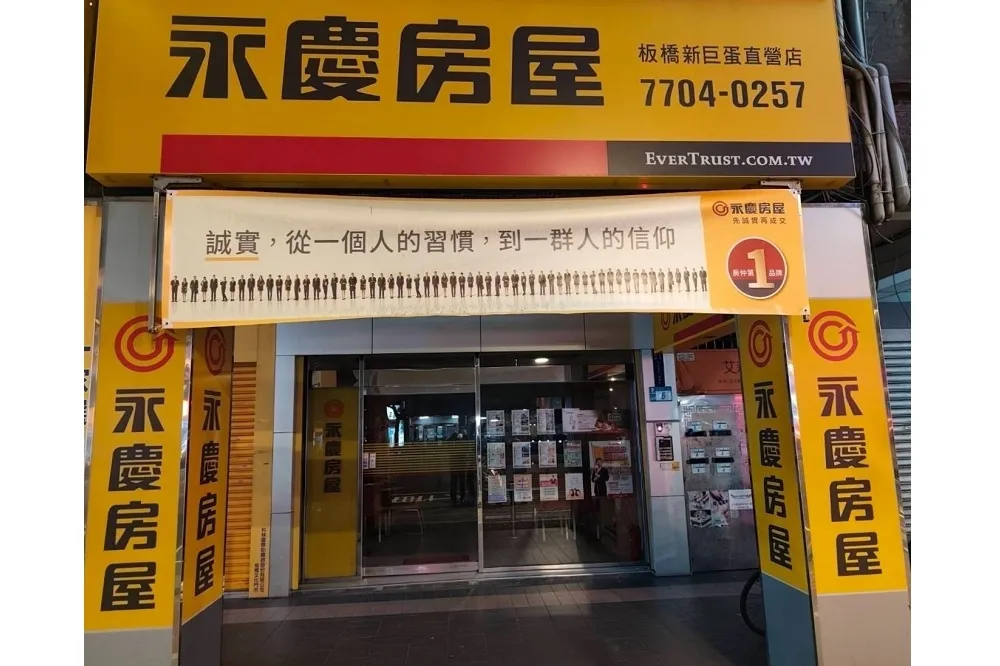 永慶房屋
板橋新巨蛋直營店
7704-0257
EVERTRUST.COM.TW
誠實，從一個人的習慣，到一群人的信仰
永慶房屋
先誠實再成交
房仲第1品牌
永慶房屋
永慶房屋
永慶房屋
永慶房屋
永慶房屋